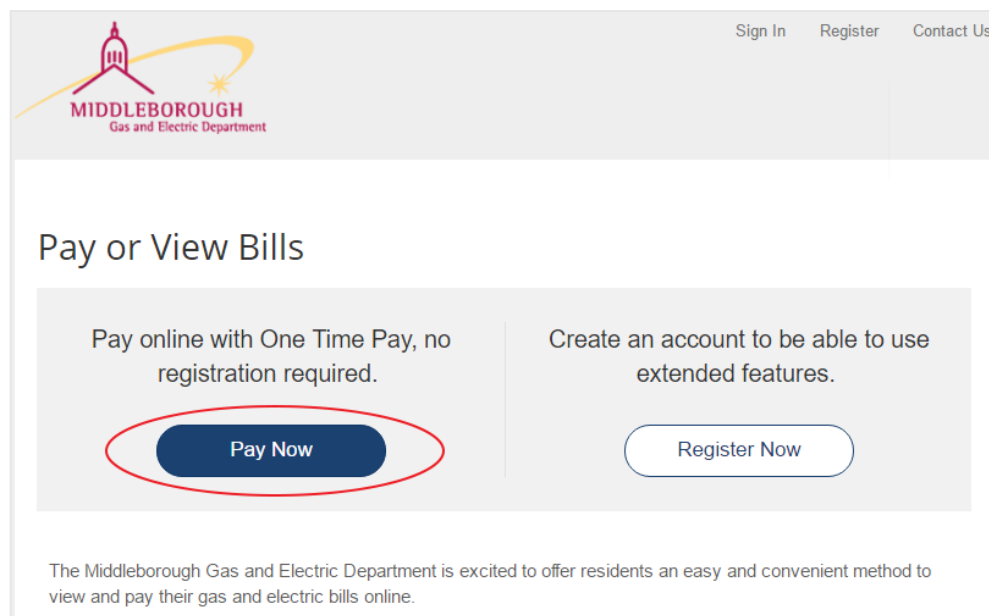 MIDDLEBOROUGH
Gas and Electric Department
Sign In Register Contact Us
Pay or View Bills
Pay online with One Time Pay, no
registration required.
Pay Now
Create an account to be able to use
extended features.
Register Now
The Middleborough Gas and Electric Department is excited to offer residents an easy and convenient method to
view and pay their gas and electric bills online.